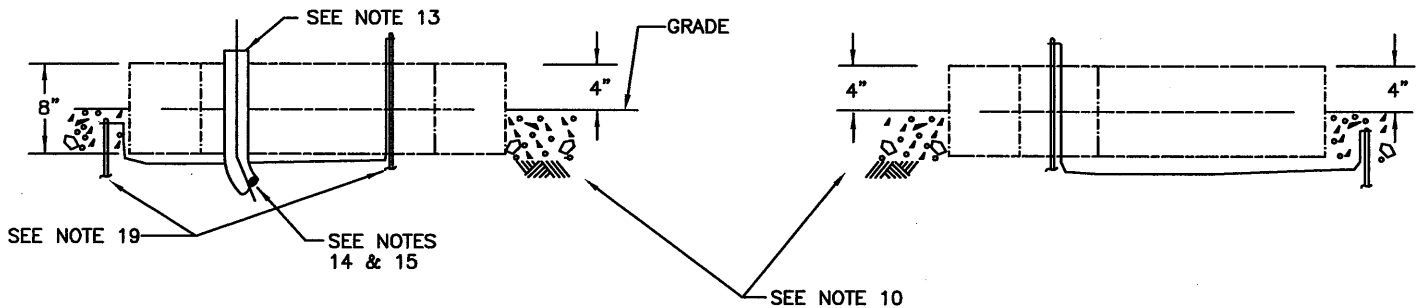 SEE NOTE 13
GRADE
8"
4"
4"
4"
SEE NOTE 19
SEE NOTES
14 & 15
SEE NOTE 10